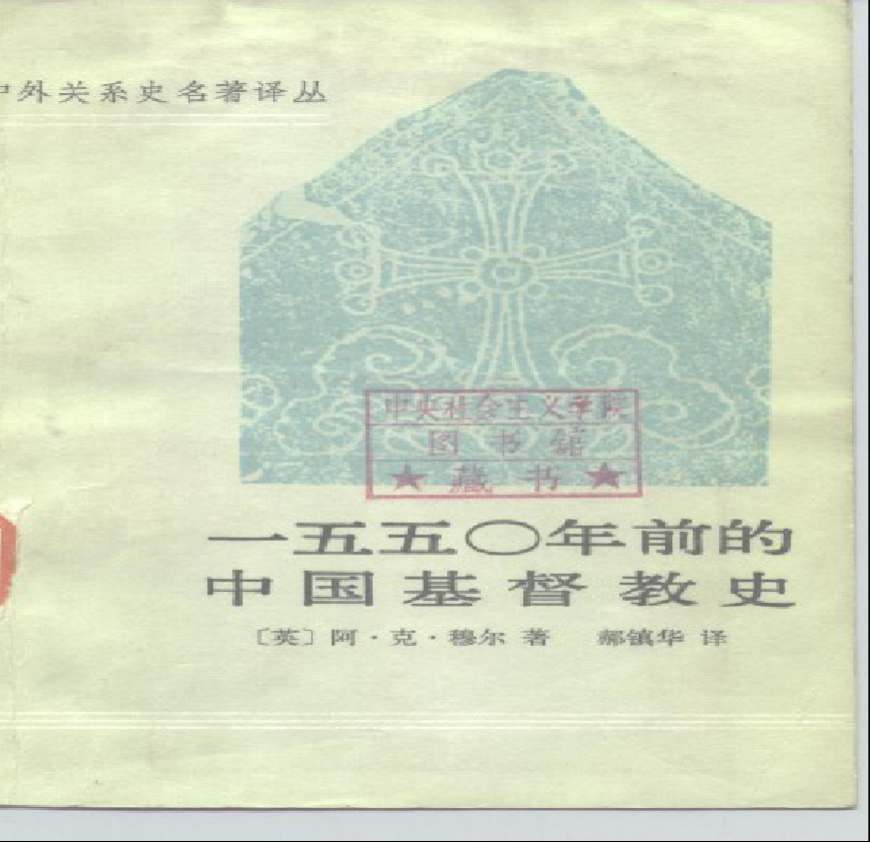 中外关系史名著译丛
中央社会主义学院
图书馆
★藏书★
一五五〇年前的
中国基督教史
〔英〕阿·克·穆尔 著 郝镇华 译